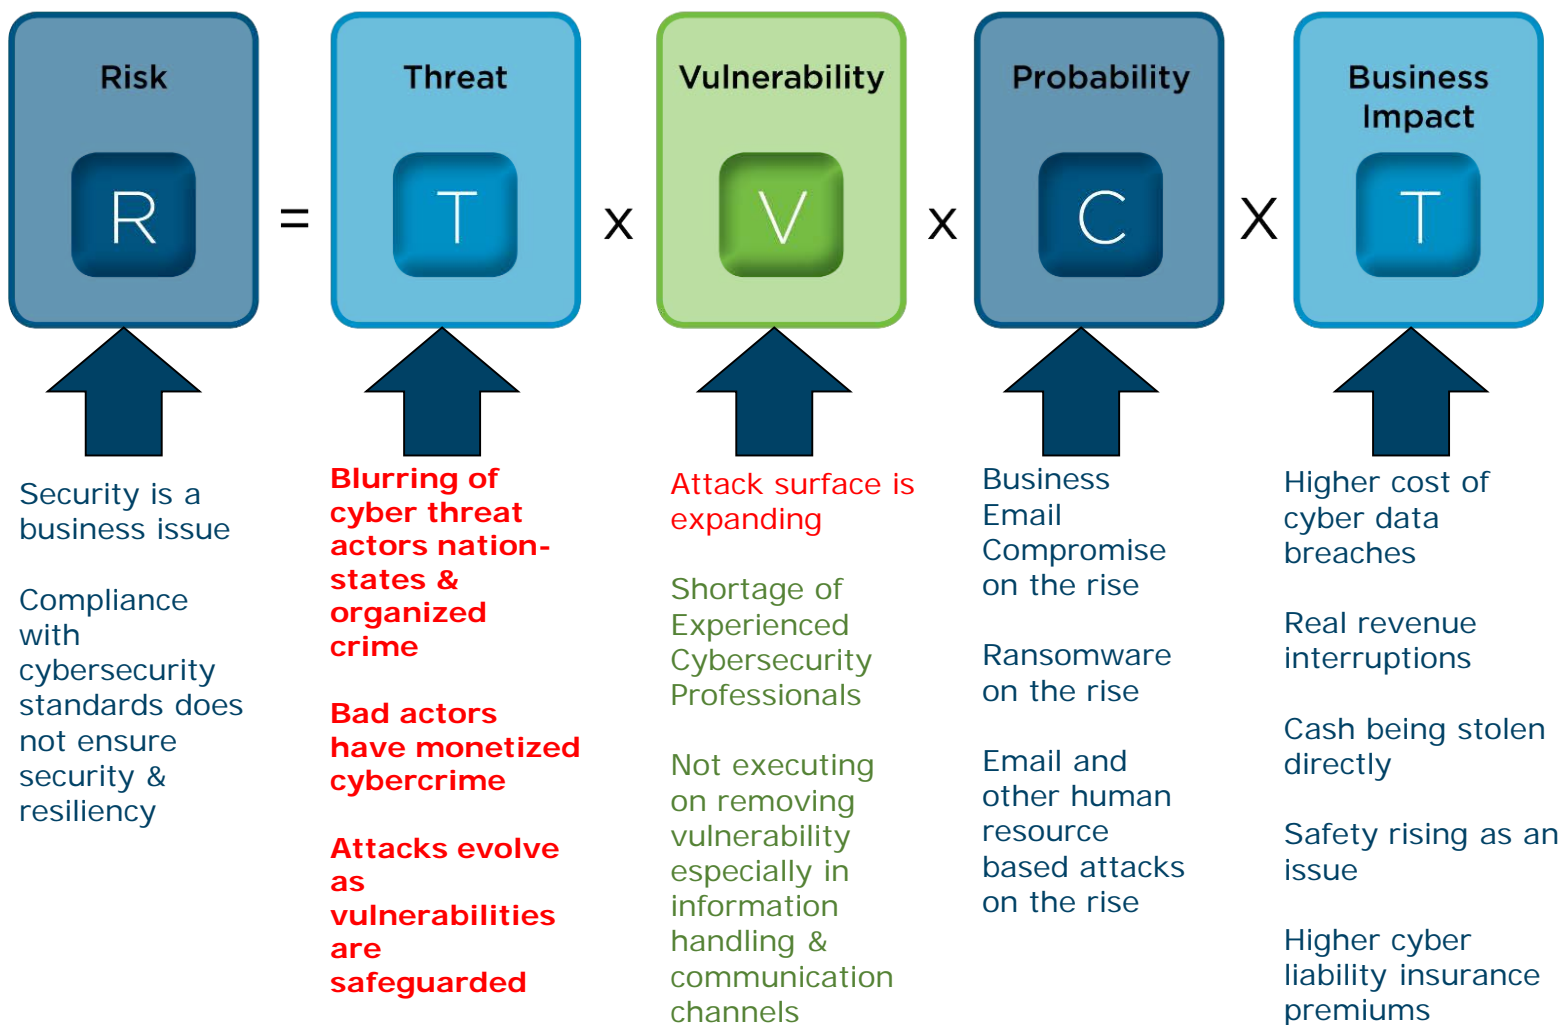 Risk
R
=
Threat
T
x
Vulnerability
V
x
Probability
C
X
Business
Impact
T
Security is a
business issue
Compliance
with
cybersecurity
standards does
not ensure
security &
resiliency
Blurring of
cyber threat
actors nation-
states &
organized
crime
Bad actors
have monetized
cybercrime
Attacks evolve
as
vulnerabilities
are
safeguarded
Attack surface is
expanding
Shortage of
Experienced
Cybersecurity
Professionals
Not executing
on removing
vulnerability
especially in
information
handling &
communication
channels
Business
Email
Compromise
on the rise
Ransomware
on the rise
Email and
other human
resource
based attacks
on the rise
Higher cost of
cyber data
breaches
Real revenue
interruptions
Cash being stolen
directly
Safety rising as an
issue
Higher cyber
liability insurance
premiums